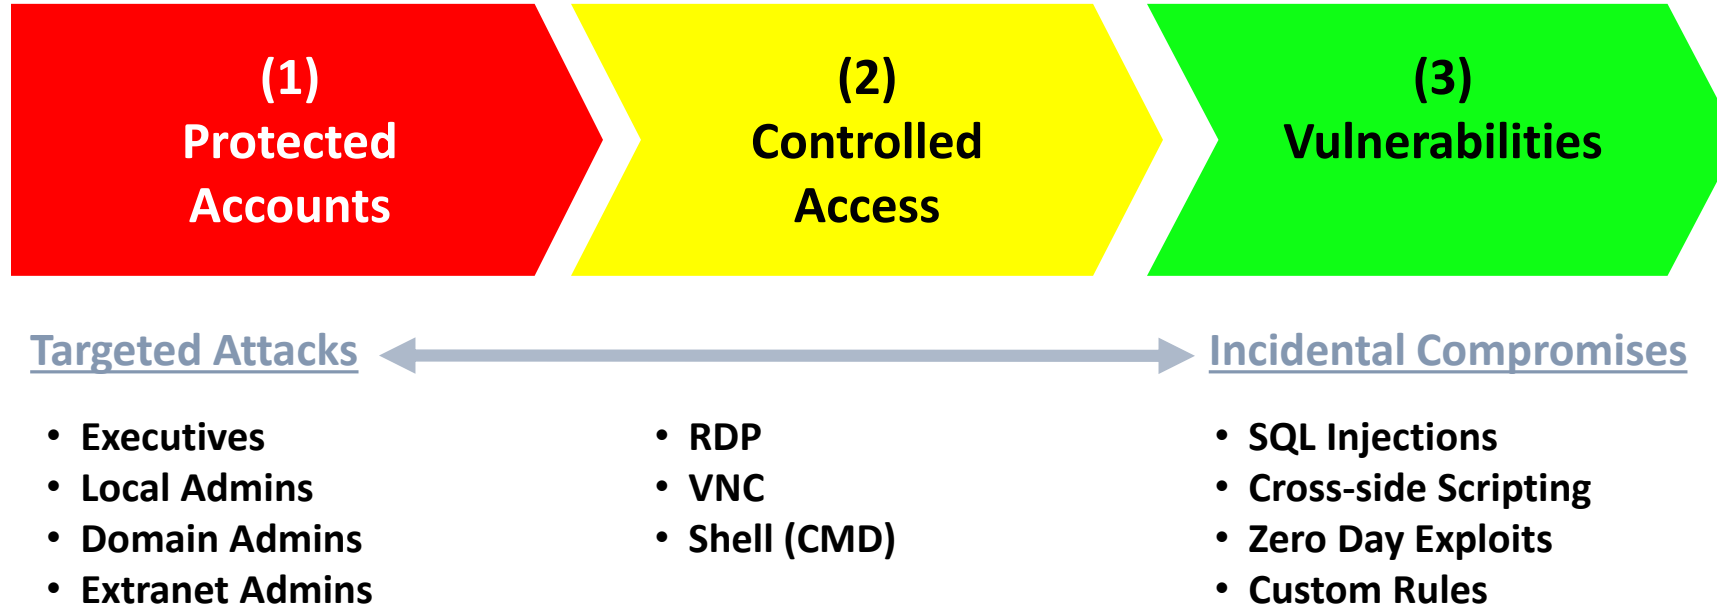 (1)
Protected
Accounts
(2)
Controlled
Access
(3)
Vulnerabilities
Targeted Attacks
Incidental Compromises
• Executives
• Local Admins
• Domain Admins
• Extranet Admins
• RDP
• VNC
• Shell (CMD)
• SQL Injections
• Cross-side Scripting
• Zero Day Exploits
• Custom Rules